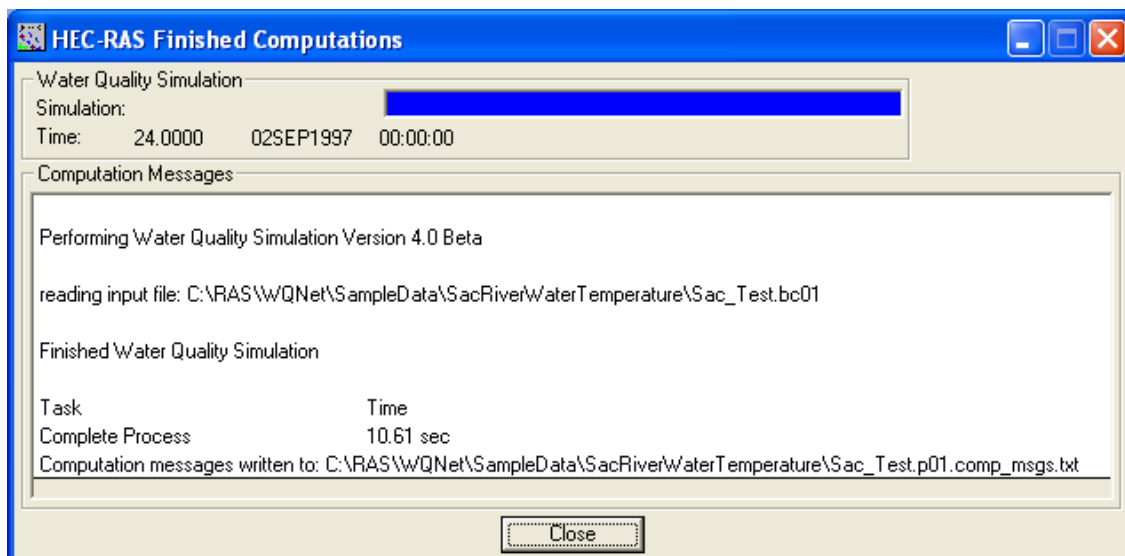 HEC-RAS Finished Computations
Water Quality Simulation
Simulation:
Time: 24.0000 02SEP1997 00:00:00
Computation Messages
Performing Water Quality Simulation Version 4.0 Beta
reading input file: C:\RAS\WQNet\SampleData\SacRiverWaterTemperature\Sac_Test.bc01
Finished Water Quality Simulation
Task Time
Complete Process 10.61 sec
Computation messages written to: C:\RAS\WQNet\SampleData\SacRiverWaterTemperature\Sac_Test.p01.comp_msgs.txt
Close